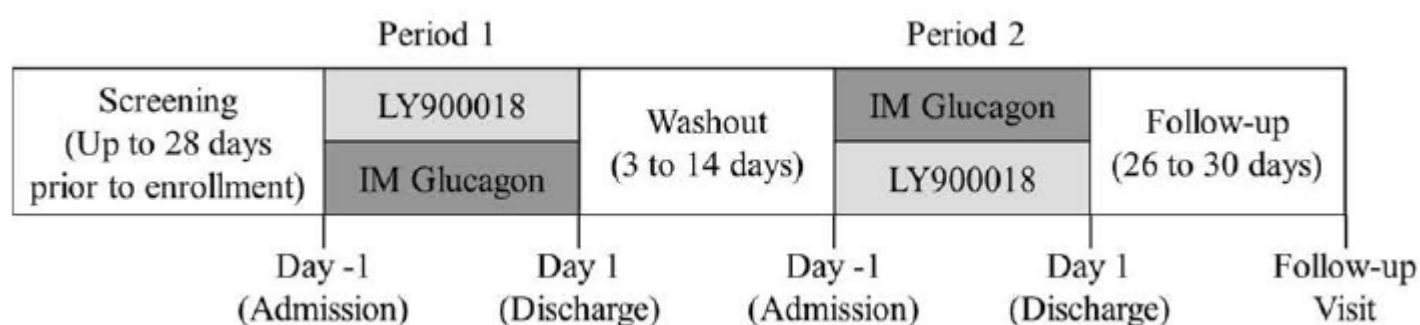 Period 1
Period 2
Screening
(Up to 28 days
prior to enrollment)
LY900018
IM Glucagon
Washout
(3 to 14 days)
IM Glucagon
LY900018
Follow-up
(26 to 30 days)
Day -1
(Admission)
Day 1
(Discharge)
Day -1
(Admission)
Day 1
(Discharge)
Follow-up
Visit